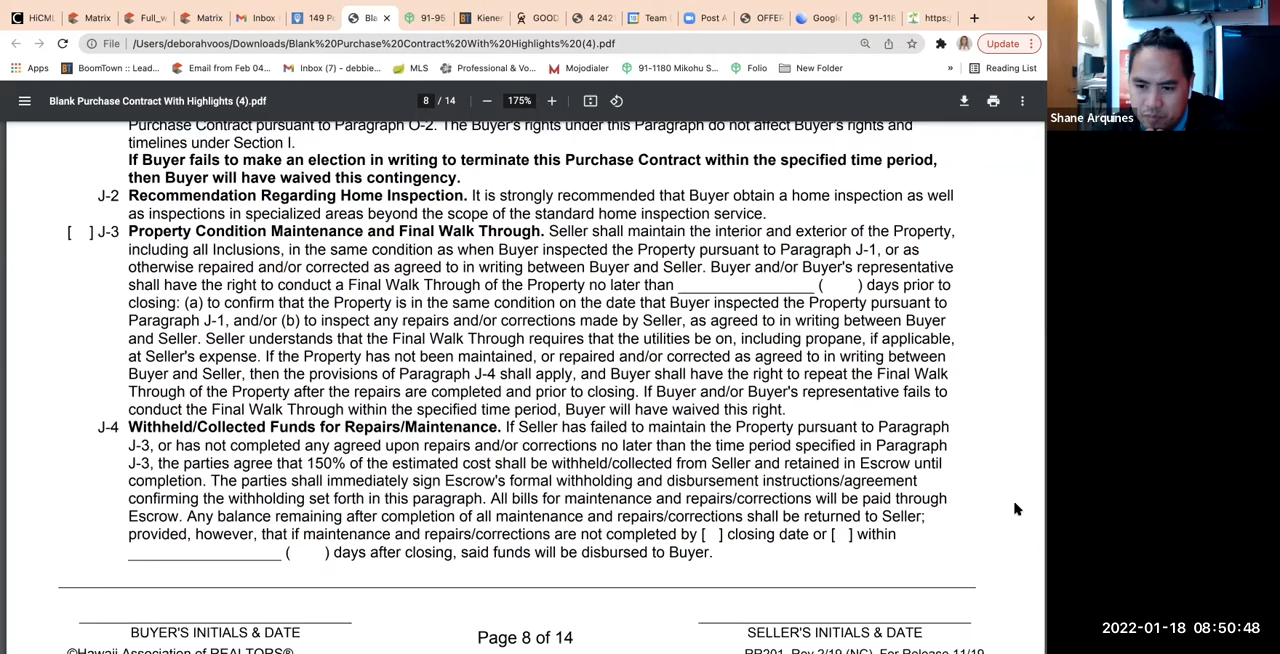 HiCML Matrix Full_w Matrix Inbox 149 P Bla 91-95 Kiener GOOD 4 242 Team Post A OFFER Google 91-118 https:
File /Users/deborahvoos/Downloads/Blank%20Purchase%20Contract%20With%20Highlights%20(4).pdf Update
Apps BoomTown :: Lead... Email from Feb 04... Inbox (7) - debbie... MLS Professional & Vo... Mojodialer 91-1180 Mikohu S... Folio New Folder » Reading List
Blank Purchase Contract With Highlights (4).pdf 8 / 14 175%
Purchase Contract pursuant to Paragraph O-2. The Buyer's rights under this Paragraph do not affect Buyer's rights and
timelines under Section I.
If Buyer fails to make an election in writing to terminate this Purchase Contract within the specified time period,
then Buyer will have waived this contingency.
J-2 Recommendation Regarding Home Inspection. It is strongly recommended that Buyer obtain a home inspection as well
as inspections in specialized areas beyond the scope of the standard home inspection service.
[ ] J-3 Property Condition Maintenance and Final Walk Through. Seller shall maintain the interior and exterior of the Property,
including all Inclusions, in the same condition as when Buyer inspected the Property pursuant to Paragraph J-1, or as
otherwise repaired and/or corrected as agreed to in writing between Buyer and Seller. Buyer and/or Buyer's representative
shall have the right to conduct a Final Walk Through of the Property no later than ________________ ( ) days prior to
closing: (a) to confirm that the Property is in the same condition on the date that Buyer inspected the Property pursuant to
Paragraph J-1, and/or (b) to inspect any repairs and/or corrections made by Seller, as agreed to in writing between Buyer
and Seller. Seller understands that the Final Walk Through requires that the utilities be on, including propane, if applicable,
at Seller's expense. If the Property has not been maintained, or repaired and/or corrected as agreed to in writing between
Buyer and Seller, then the provisions of Paragraph J-4 shall apply, and Buyer shall have the right to repeat the Final Walk
Through of the Property after the repairs are completed and prior to closing. If Buyer and/or Buyer's representative fails to
conduct the Final Walk Through within the specified time period, Buyer will have waived this right.
J-4 Withheld/Collected Funds for Repairs/Maintenance. If Seller has failed to maintain the Property pursuant to Paragraph
J-3, or has not completed any agreed upon repairs and/or corrections no later than the time period specified in Paragraph
J-3, the parties agree that 150% of the estimated cost shall be withheld/collected from Seller and retained in Escrow until
completion. The parties shall immediately sign Escrow's formal withholding and disbursement instructions/agreement
confirming the withholding set forth in this paragraph. All bills for maintenance and repairs/corrections will be paid through
Escrow. Any balance remaining after completion of all maintenance and repairs/corrections shall be returned to Seller;
provided, however, that if maintenance and repairs/corrections are not completed by [ ] closing date or [ ] within
__________________ ( ) days after closing, said funds will be disbursed to Buyer.
BUYER'S INITIALS & DATE Page 8 of 14 SELLER'S INITIALS & DATE
©Hawaii Association of REALTORS® RR201 Rev 2/19 (NC) For Release 11/19
Shane Arquines
2022-01-18 08:50:48